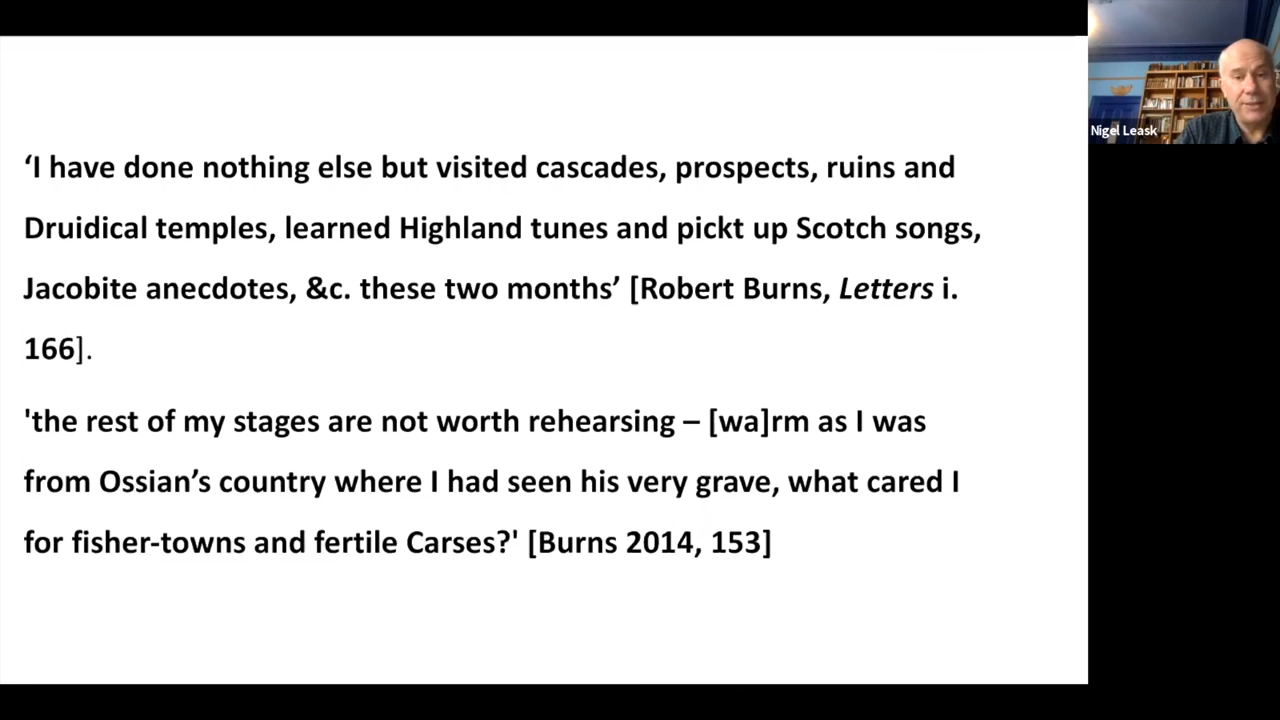 ‘I have done nothing else but visited cascades, prospects, ruins and
Druidical temples, learned Highland tunes and pickt up Scotch songs,
Jacobite anecdotes, &c. these two months’ [Robert Burns, Letters i.
166].
'the rest of my stages are not worth rehearsing – [wa]rm as I was
from Ossian’s country where I had seen his very grave, what cared I
for fisher-towns and fertile Carses?' [Burns 2014, 153]
Nigel Leask